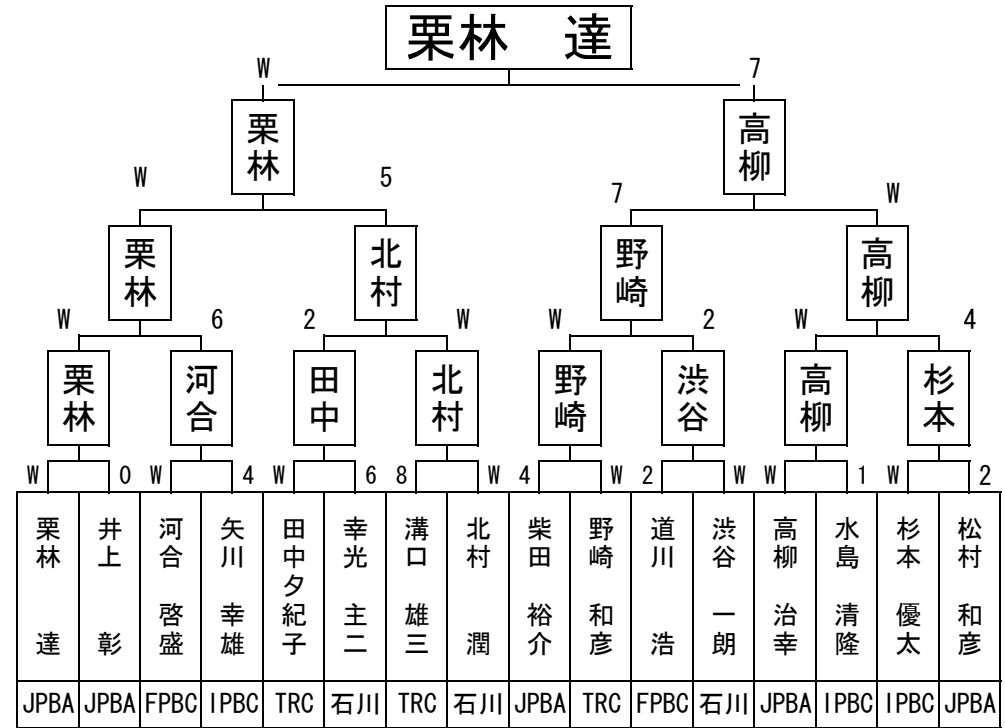 栗林 達
W 7
栗林 高柳
W 5 7 W
栗林 北村 野崎 高柳
W 6 2 W W 2 W 4
栗林 河合 田中 北村 野崎 渋谷 高柳 杉本
W 0 W 4 W 6 8 W 4 W 2 W W 1 W 2
栗林 達 井上 彰 河合 啓盛 矢川 幸雄 田中夕紀子 幸光 主二 溝口 雄三 北村 潤 柴田 裕介 野崎 和彦 道川 浩 渋谷 一朗 高柳 治幸 水島 清隆 杉本 優太 松村 和彦
JPBA JPBA FPBC IPBC TRC 石川 TRC 石川 JPBA TRC FPBC 石川 JPBA IPBC IPBC JPBA